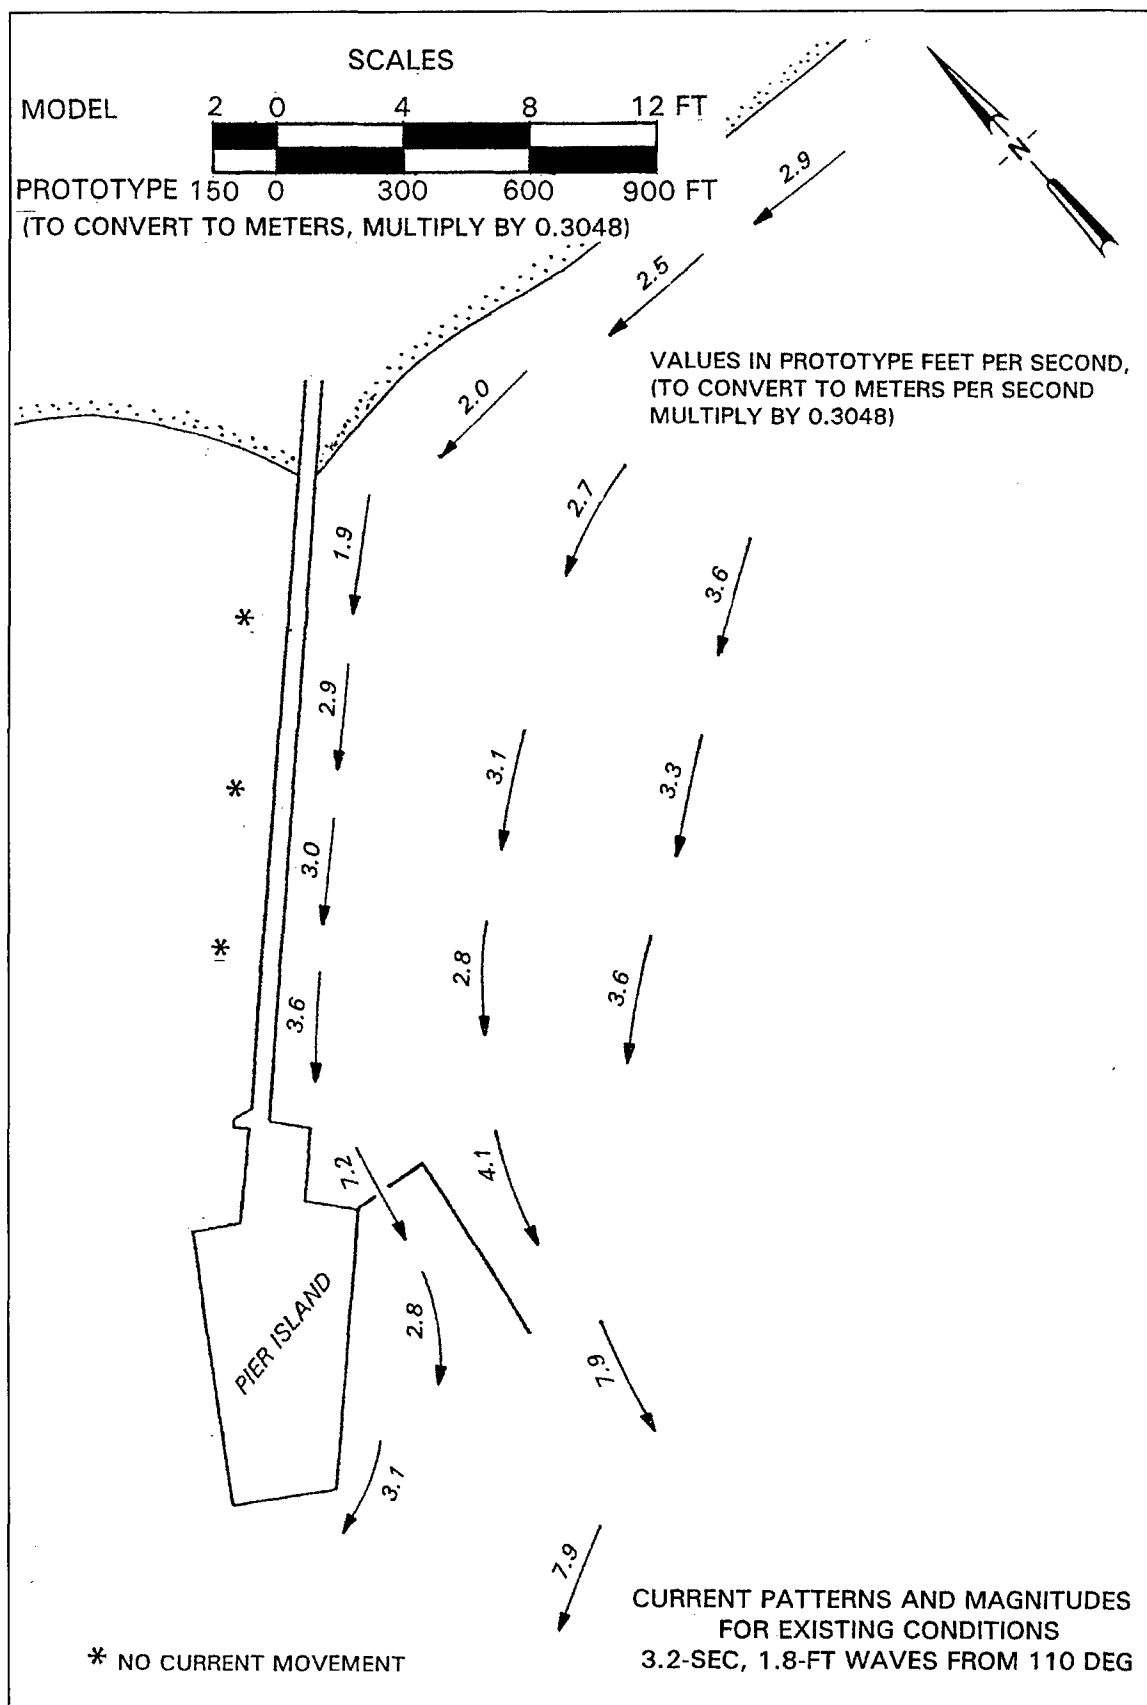 SCALES
MODEL 2 0 4 8 12 FT
PROTOTYPE 150 0 300 600 900 FT
(TO CONVERT TO METERS, MULTIPLY BY 0.3048)
N
2.9
2.5
VALUES IN PROTOTYPE FEET PER SECOND,
(TO CONVERT TO METERS PER SECOND
MULTIPLY BY 0.3048)
2.0
2.7
1.9
3.6
*
2.9
3.1
3.3
*
3.0
2.8
3.6
*
3.6
7.2
4.1
PIER ISLAND
2.8
7.9
3.1
7.9
CURRENT PATTERNS AND MAGNITUDES
FOR EXISTING CONDITIONS
3.2-SEC, 1.8-FT WAVES FROM 110 DEG
* NO CURRENT MOVEMENT